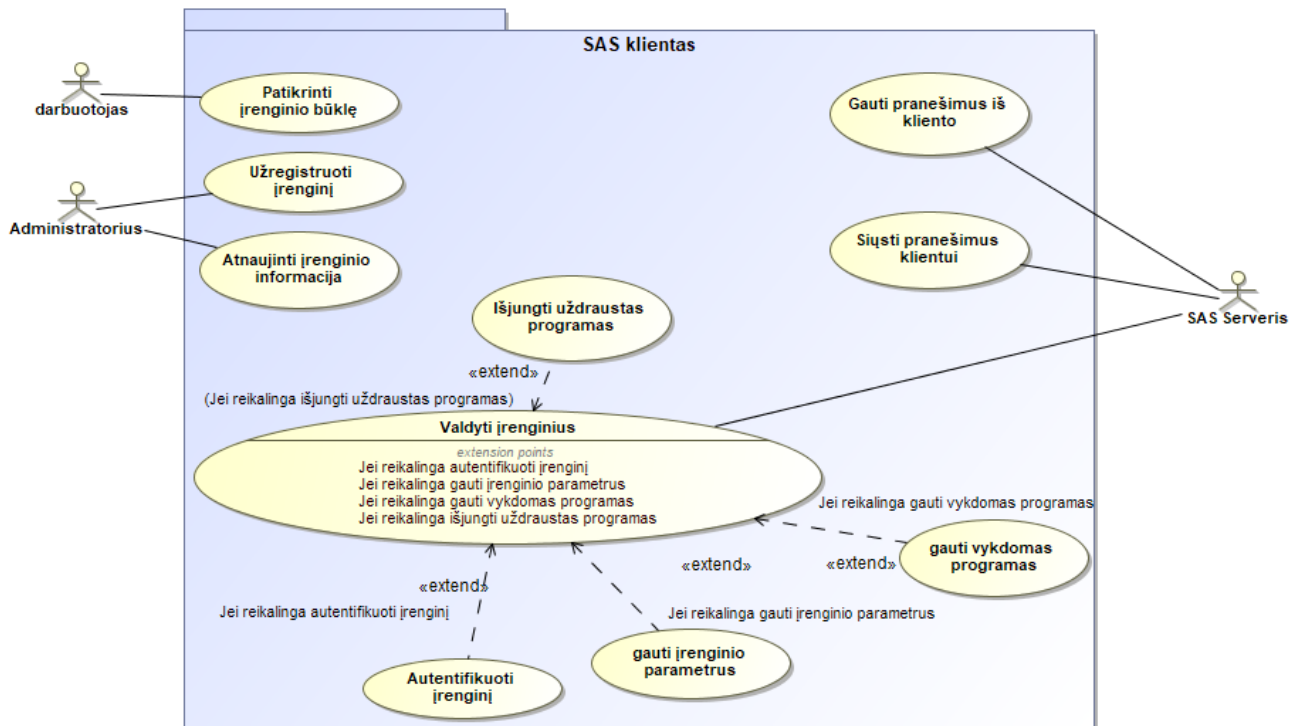 SAS klientas
darbuotojas
Patikrinti
įrenginio būklę
Gauti pranešimus iš
kliento
Administratorius
Užregistruoti
įrenginį
Atnaujinti įrenginio
informacija
Siųsti pranešimus
klientui
SAS Serveris
Išjungti uždraustas
programas
«extend»
(Jei reikalinga išjungti uždraustas programas)
Valdyti įrenginius
extension points
Jei reikalinga autentifikuoti įrenginį
Jei reikalinga gauti įrenginio parametrus
Jei reikalinga gauti vykdomas programas
Jei reikalinga išjungti uždraustas programas
Jei reikalinga gauti vykdomas programas
gauti vykdomas
programas
«extend»
«extend»
«extend»
Jei reikalinga autentifikuoti įrenginį
Jei reikalinga gauti įrenginio parametrus
gauti įrenginio
parametrus
Autentifikuoti
įrenginį